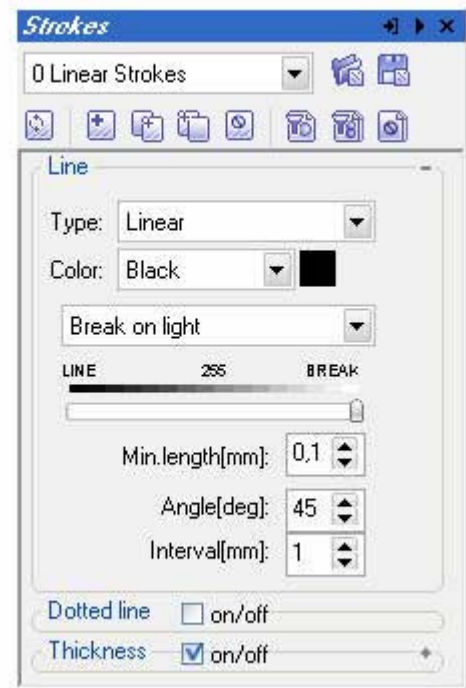 Strokes
0 Linear Strokes
Line
Type: Linear
Color: Black
Break on light
LINE 255 BREAK
Min.length[mm]: 0,1
Angle[deg]: 45
Interval[mm]: 1
Dotted line on/off
Thickness on/off